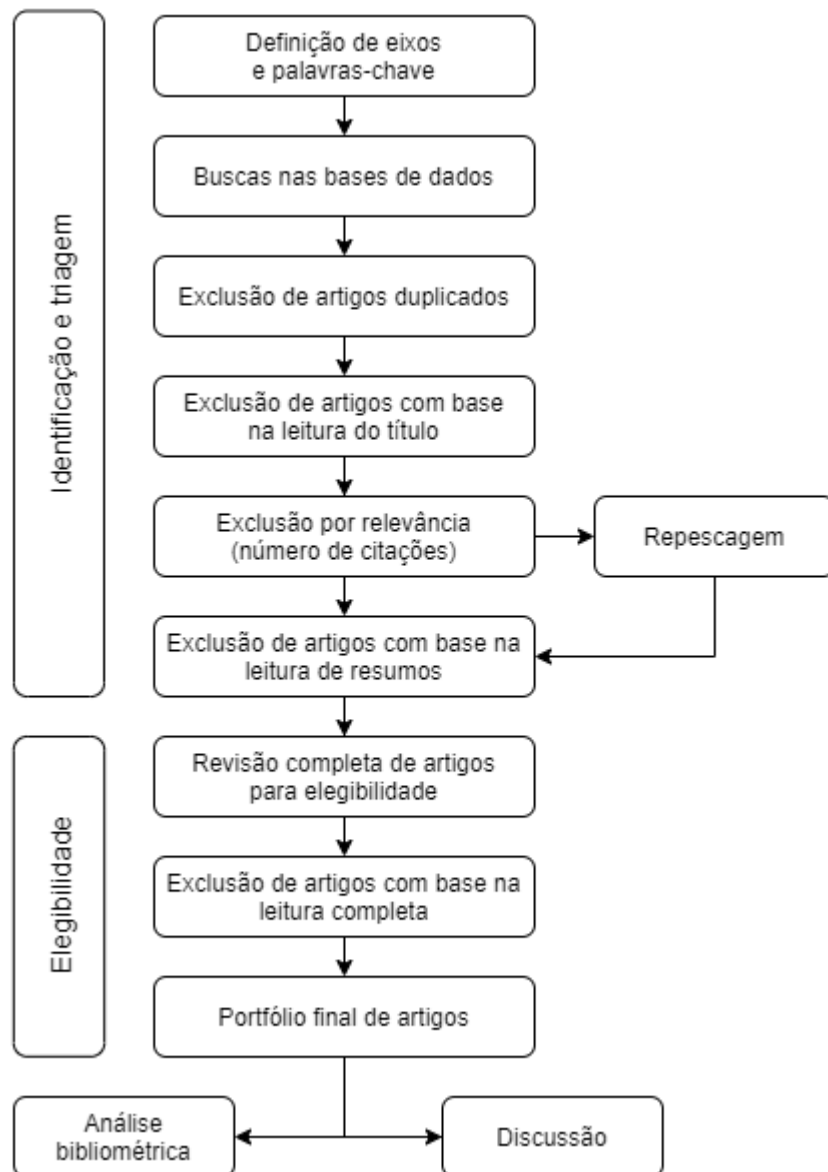 Identificação e triagem
Definição de eixos
e palavras-chave
Buscas nas bases de dados
Exclusão de artigos duplicados
Exclusão de artigos com base
na leitura do título
Exclusão por relevância
(número de citações)
Repescagem
Exclusão de artigos com base na
leitura de resumos
Elegibilidade
Revisão completa de artigos
para elegibilidade
Exclusão de artigos com base na
leitura completa
Portfólio final de artigos
Análise
bibliométrica
Discussão